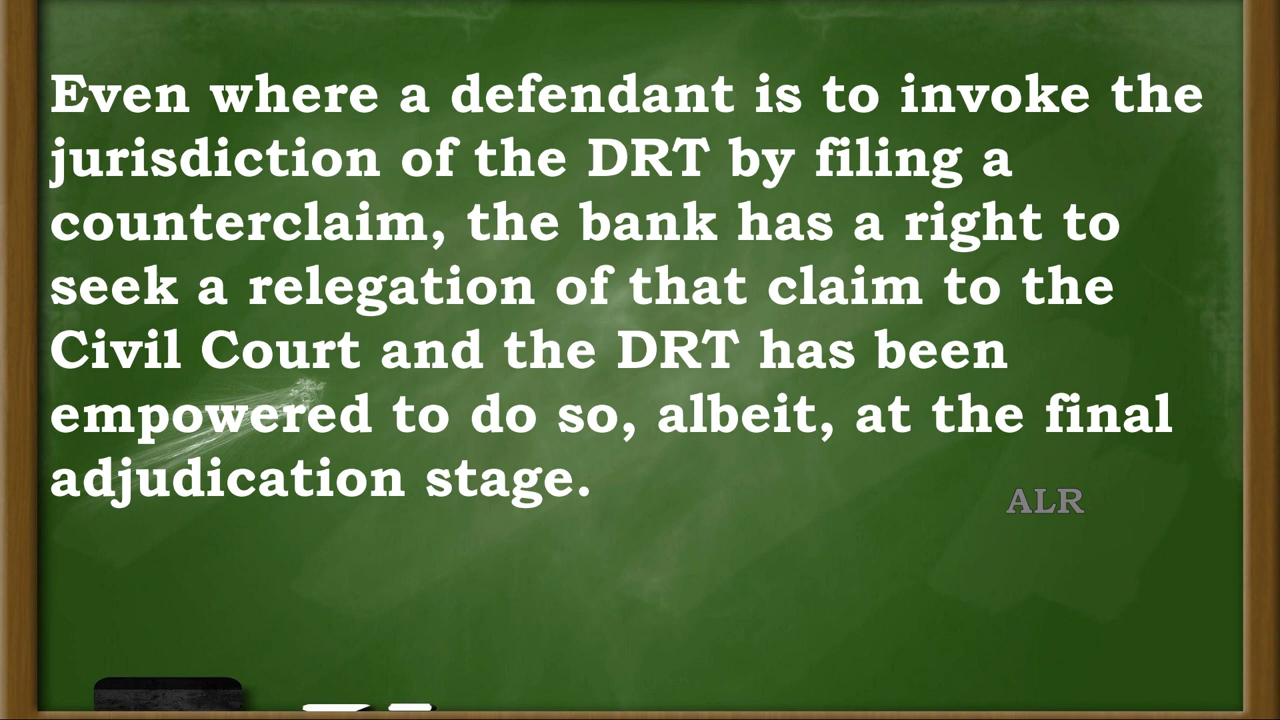 Even where a defendant is to invoke the
jurisdiction of the DRT by filing a
counterclaim, the bank has a right to
seek a relegation of that claim to the
Civil Court and the DRT has been
empowered to do so, albeit, at the final
adjudication stage.
ALR